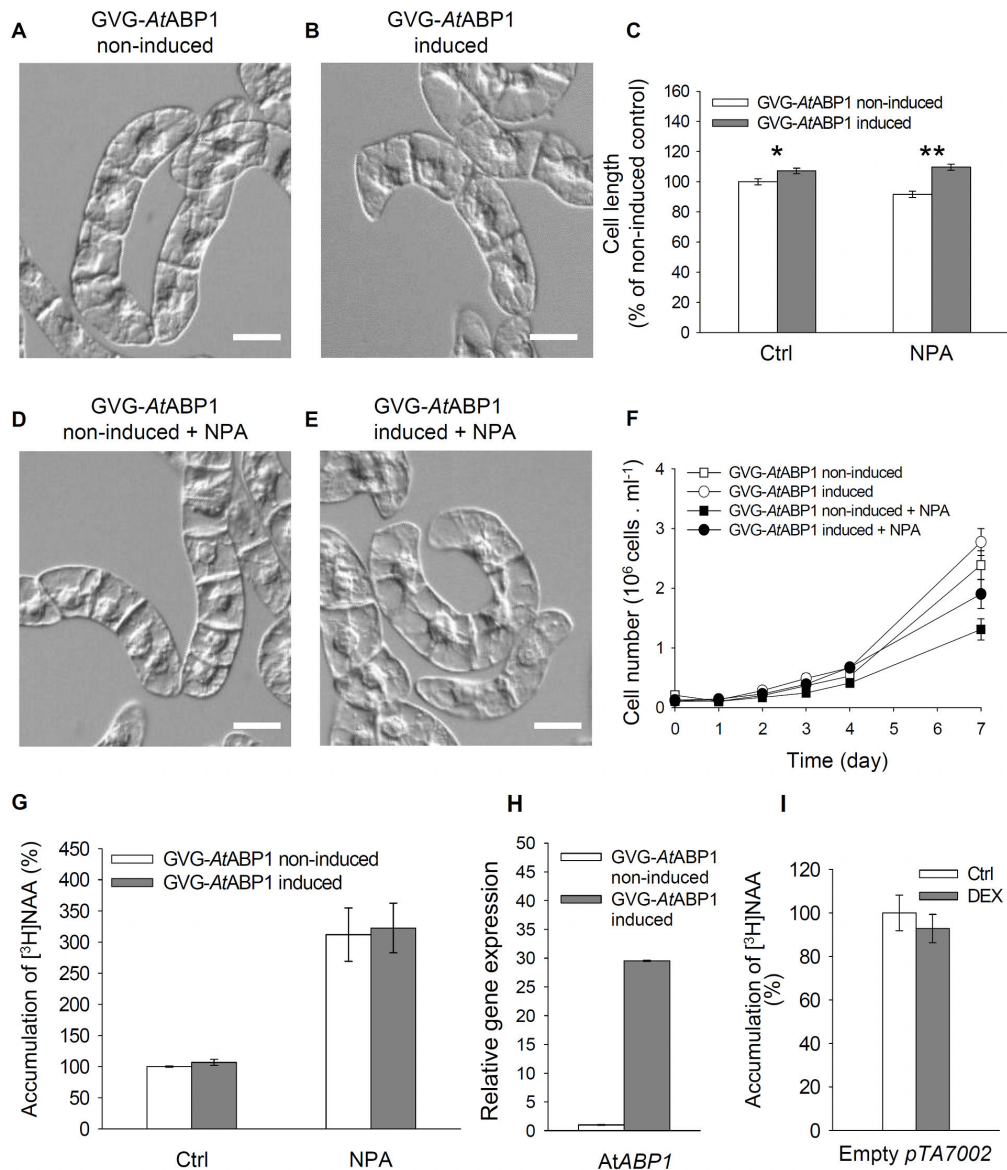 A
GVG-AtABP1
non-induced
B
GVG-AtABP1
induced
C
Cell length
(% of non-induced control)
160
140
120
100
80
60
40
20
0
GVG-AtABP1 non-induced
GVG-AtABP1 induced
*
**
Ctrl
NPA
D
GVG-AtABP1
non-induced + NPA
E
GVG-AtABP1
induced + NPA
F
Cell number (10⁶ cells . ml⁻¹)
4
3
2
1
0
GVG-AtABP1 non-induced
GVG-AtABP1 induced
GVG-AtABP1 non-induced + NPA
GVG-AtABP1 induced + NPA
0 1 2 3 4 5 6 7
Time (day)
G
Accumulation of [³H]NAA (%)
450
400
350
300
250
200
150
100
50
0
GVG-AtABP1 non-induced
GVG-AtABP1 induced
Ctrl
NPA
H
Relative gene expression
50
45
40
35
30
25
20
15
10
5
0
GVG-AtABP1
non-induced
GVG-AtABP1
induced
AtABP1
I
Accumulation of [³H]NAA
(%)
120
100
80
60
40
20
0
Ctrl
DEX
Empty pTA7002